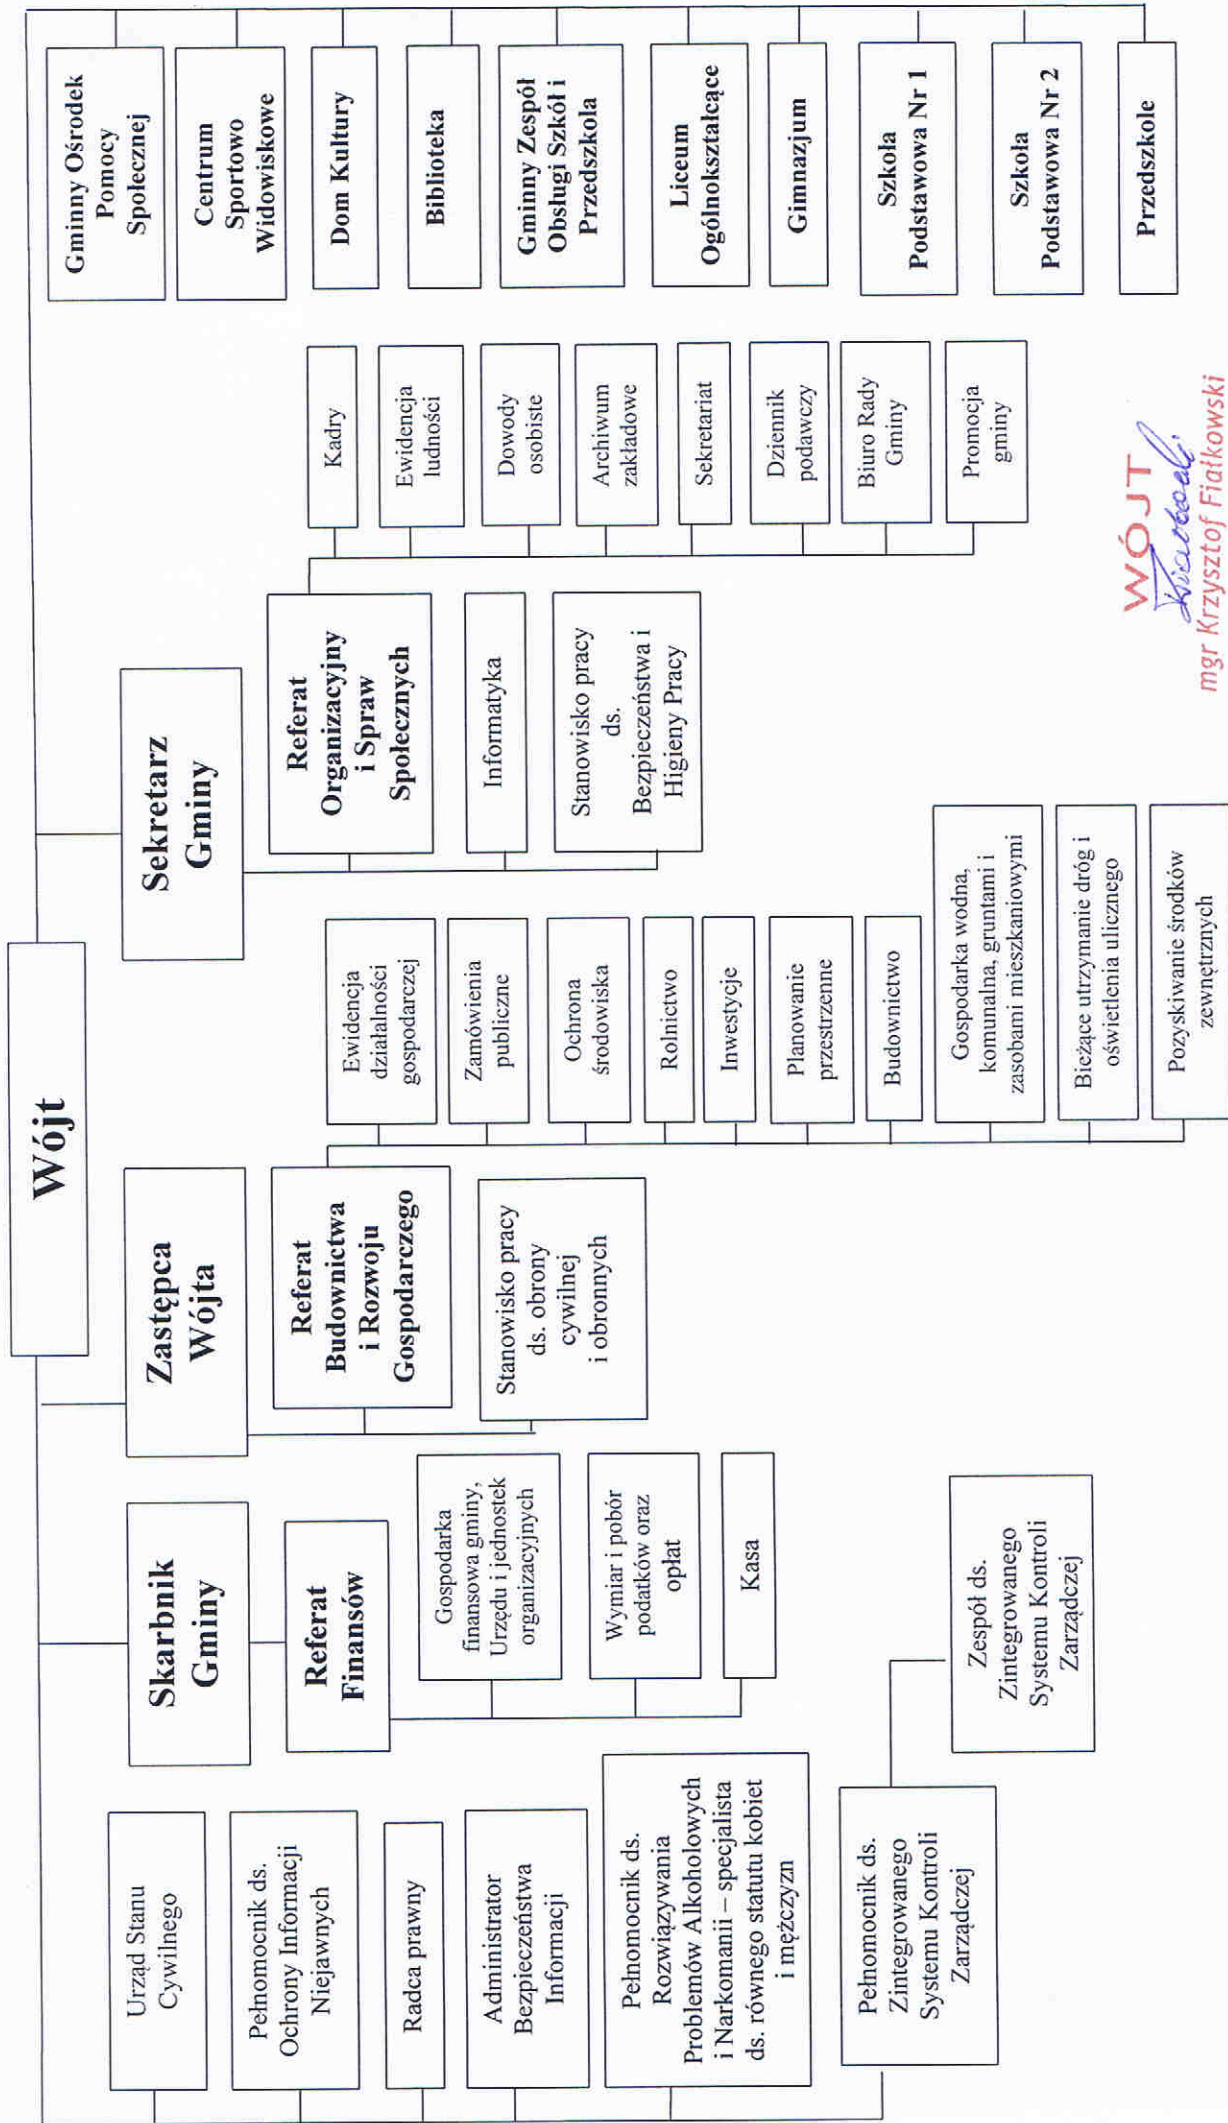 Wójt
Skarbnik
Gminy
Zastępca
Wójta
Sekretarz
Gminy
Urząd Stanu
Cywilnego
Pełnomocnik ds.
Ochrony Informacji
Niejawnych
Radca prawny
Administrator
Bezpieczeństwa
Informacji
Pełnomocnik ds.
Rozwiązywania
Problemów Alkoholowych
i Narkomanii – specjalista
ds. równego statutu kobiet
i mężczyzn
Pełnomocnik ds.
Zintegrowanego
Systemu Kontroli
Zarządczej
Zespół ds.
Zintegrowanego
Systemu Kontroli
Zarządczej
Referat
Finansów
Gospodarka
finansowa gminy,
Urzędu i jednostek
organizacyjnych
Wymiar i pobór
podatków oraz
opłat
Kasa
Referat
Budownictwa
i Rozwoju
Gospodarczego
Stanowisko pracy
ds. obrony
cywilnej
i obronnych
Ewidencja
działalności
gospodarczej
Zamówienia
publiczne
Ochrona
środowiska
Rolnictwo
Inwestycje
Planowanie
przestrzenne
Budownictwo
Gospodarka wodna,
komunalna, gruntami i
zasobami mieszkaniowymi
Bieżące utrzymanie dróg i
oświetlenia ulicznego
Pozyskiwanie środków
zewnętrznych
Referat
Organizacyjny
i Spraw
Społecznych
Informatyka
Stanowisko pracy
ds.
Bezpieczeństwa i
Higieny Pracy
Kadry
Ewidencja
ludności
Dowody
osobiste
Archiwum
zakładowe
Sekretariat
Dziennik
podawczy
Biuro Rady
Gminy
Promocja
gminy
Gminny Ośrodek
Pomocy
Społecznej
Centrum
Sportowo
Widowiskowe
Dom Kultury
Biblioteka
Gminny Zespół
Obsługi Szkół i
Przedszkola
Liceum
Ogólnokształcące
Gimnazjum
Szkoła
Podstawowa Nr 1
Szkoła
Podstawowa Nr 2
Przedszkole
WÓJT
mgr Krzysztof Fiałkowski